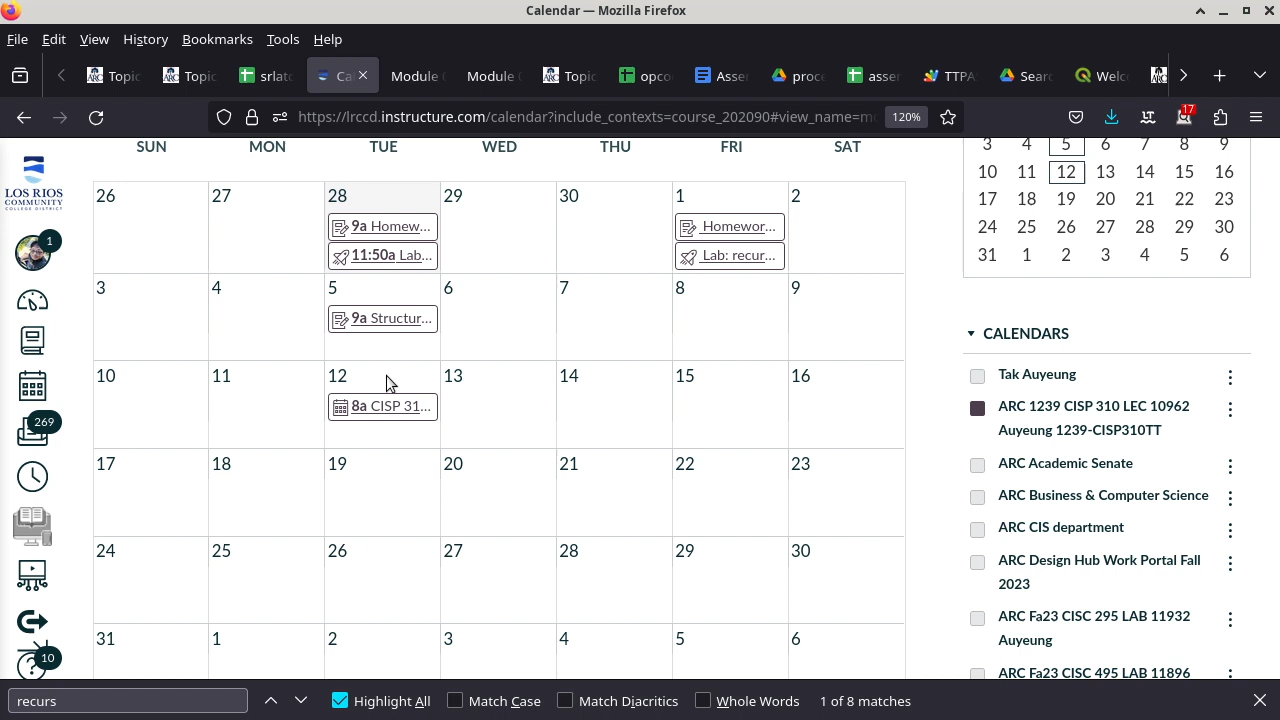 Calendar — Mozilla Firefox
File Edit View History Bookmarks Tools Help
Topic Topic srlato Ca Module Module Topic opco Asse proce asser TTPA Searc Welc
https://lrccd.instructure.com/calendar?include_contexts=course_202090#view_name=m 120% 17
SUN MON TUE WED THU FRI SAT
LOS RIOS
COMMUNITY
COLLEGE DISTRICT
1
269
10
26 27 28 29 30 1 2
9a Homew... Homewor...
11:50a Lab... Lab: recur...
3 4 5 6 7 8 9
9a Structur...
10 11 12 13 14 15 16
8a CISP 31...
17 18 19 20 21 22 23
24 25 26 27 28 29 30
31 1 2 3 4 5 6
3 4 5 6 7 8 9
10 11 12 13 14 15 16
17 18 19 20 21 22 23
24 25 26 27 28 29 30
31 1 2 3 4 5 6
CALENDARS
Tak Auyeung
ARC 1239 CISP 310 LEC 10962
Auyeung 1239-CISP310TT
ARC Academic Senate
ARC Business & Computer Science
ARC CIS department
ARC Design Hub Work Portal Fall
2023
ARC Fa23 CISC 295 LAB 11932
Auyeung
ARC Fa23 CISC 495 LAB 11896
recurs Highlight All Match Case Match Diacritics Whole Words 1 of 8 matches